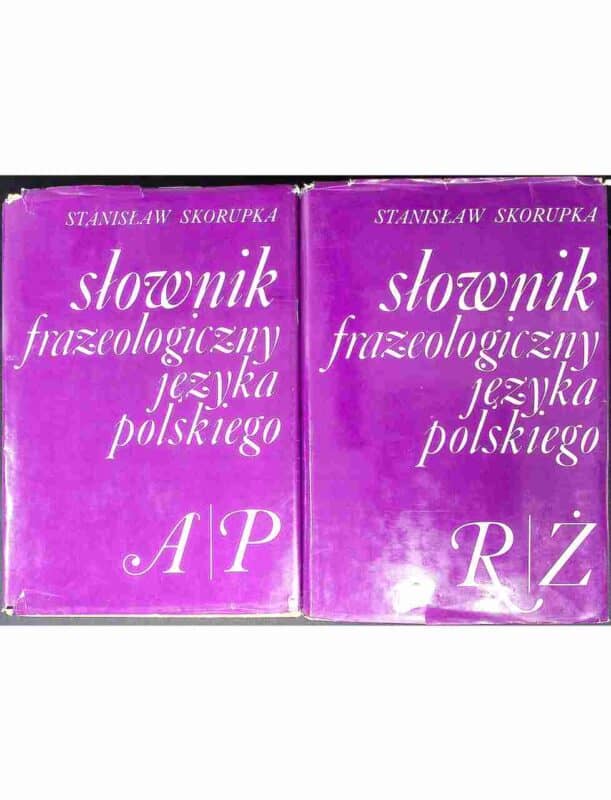 STANISŁAW SKORUPKA
słownik
frazeologiczny
języka
polskiego
A|P
STANISŁAW SKORUPKA
słownik
frazeologiczny
języka
polskiego
R|Ż